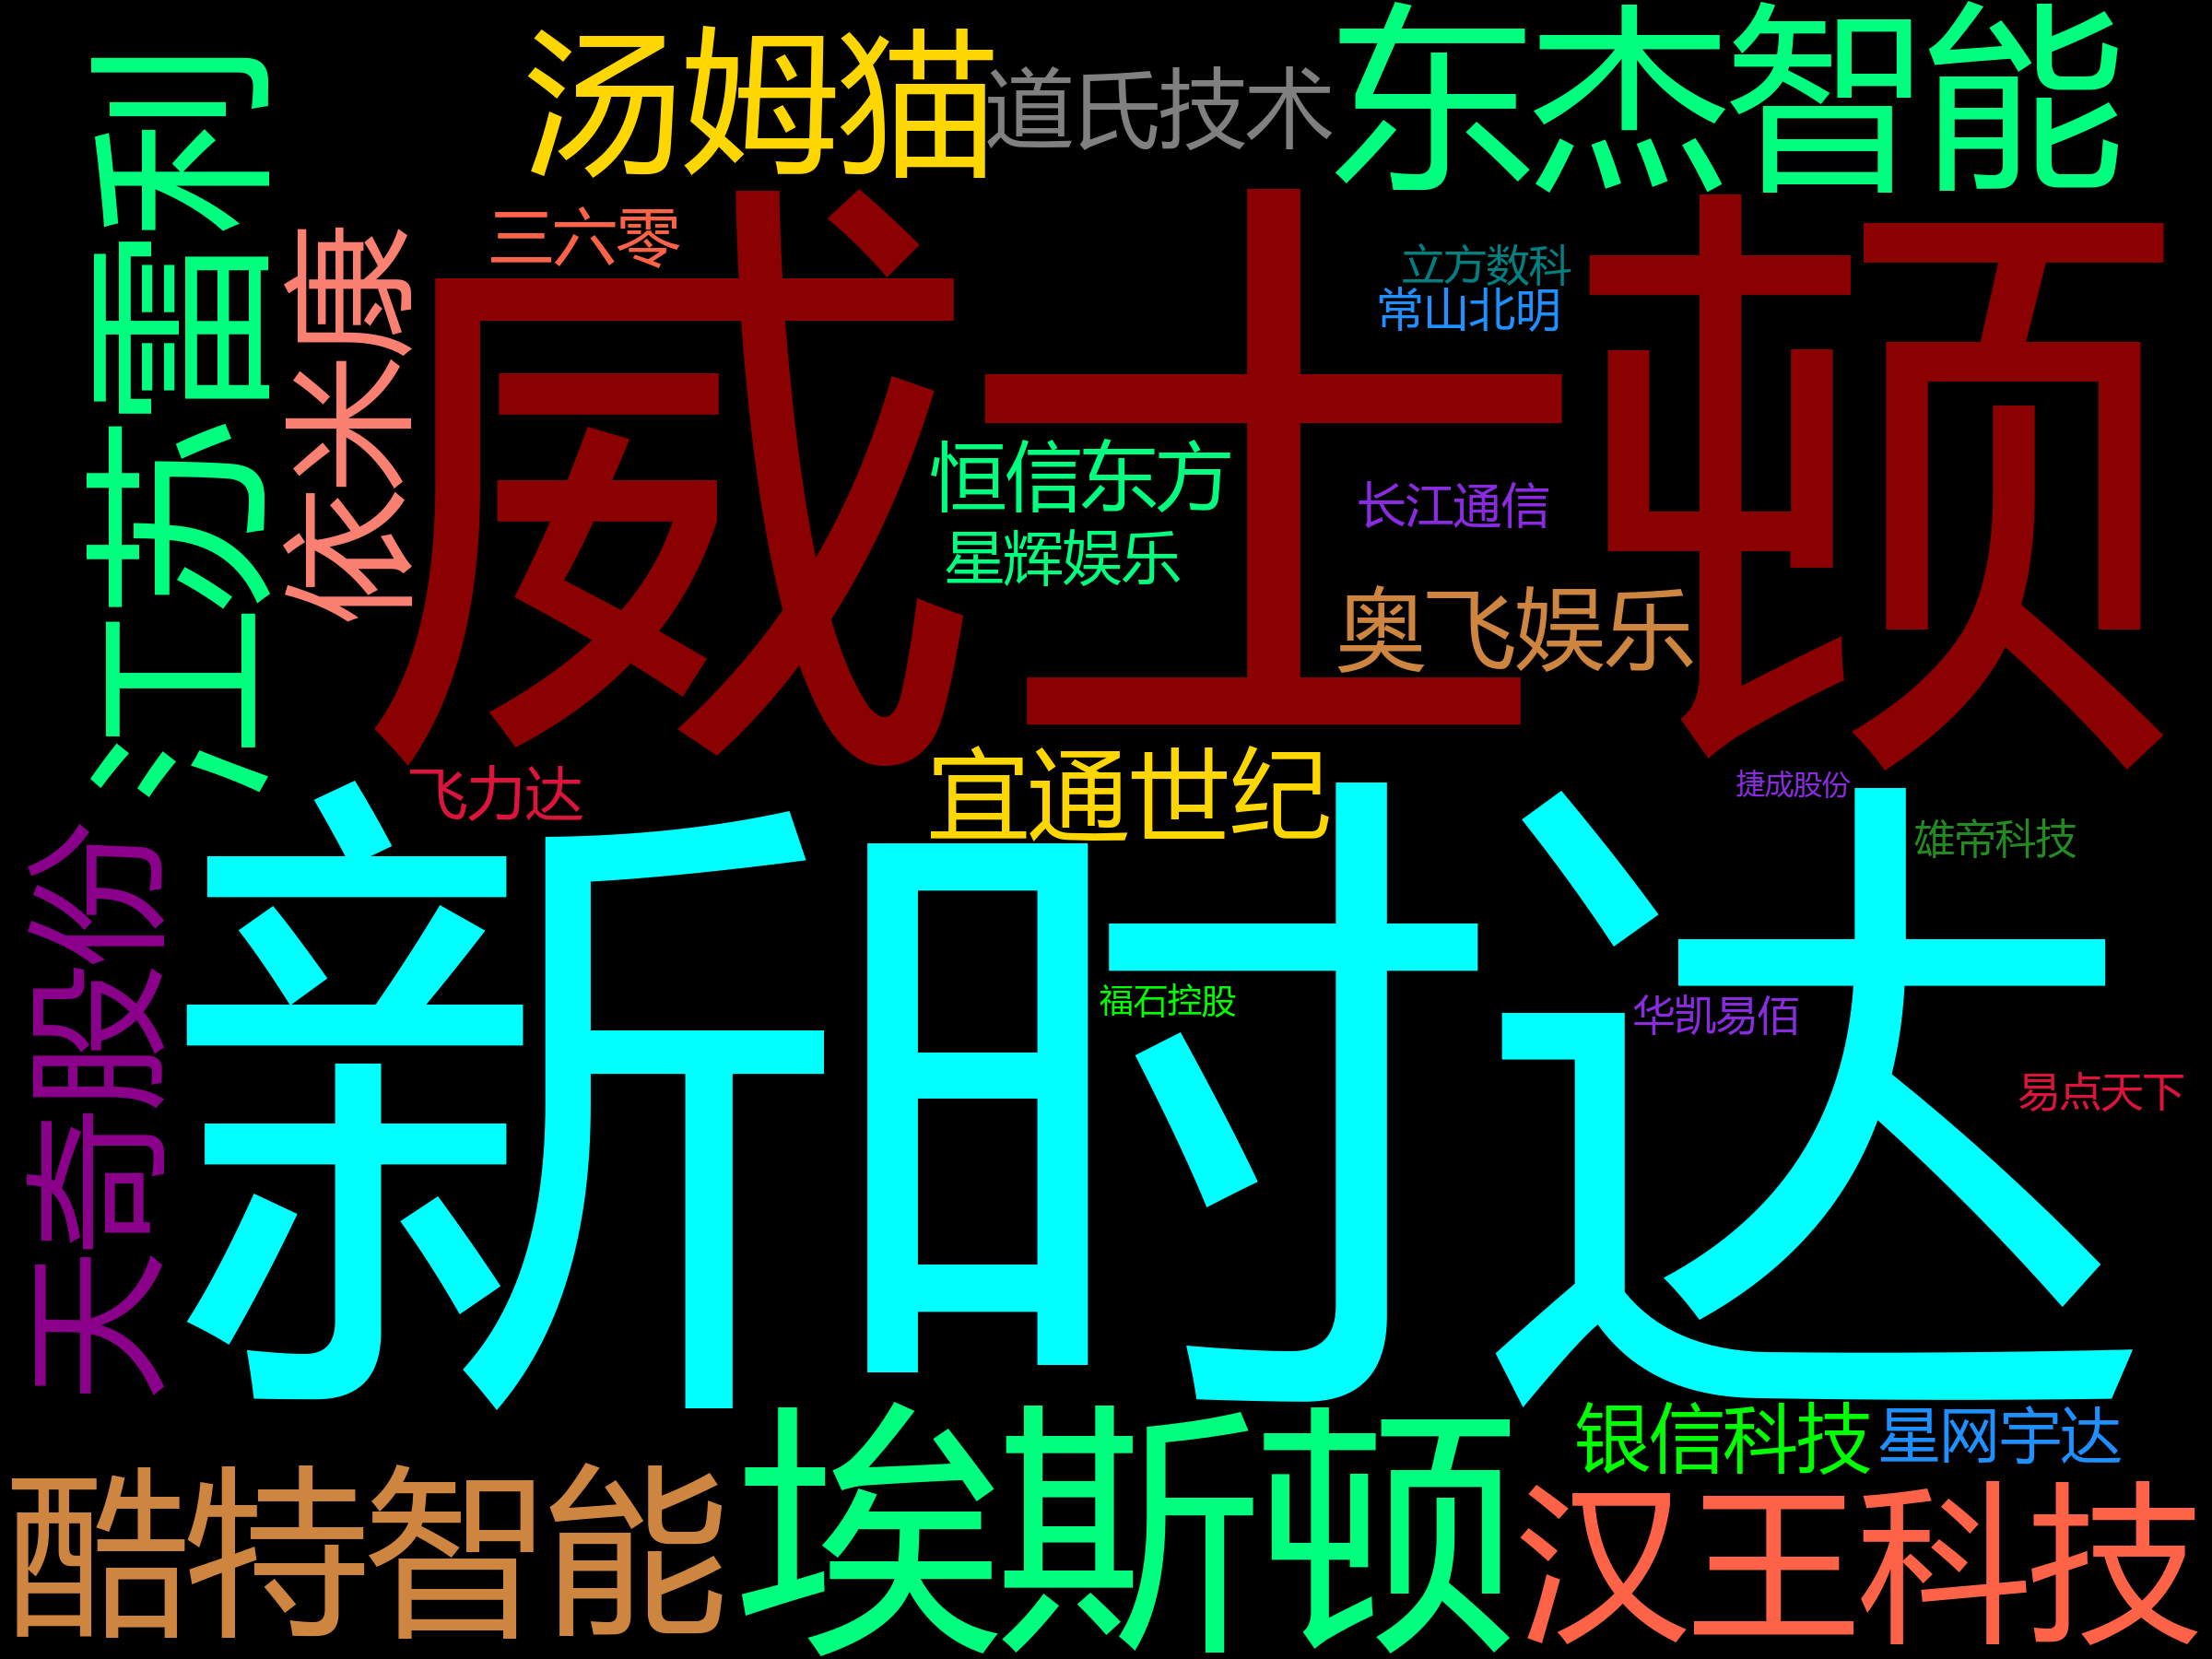 汤姆猫
道氏技术
东杰智能
江苏雷利
依米康
三六零
威士顿
立方数科
常山北明
恒信东方
长江通信
星辉娱乐
奥飞娱乐
飞力达
宜通世纪
捷成股份
雄帝科技
天奇股份
新时达
福石控股
华凯易佰
易点天下
酷特智能
埃斯顿
银信科技
星网宇达
汉王科技